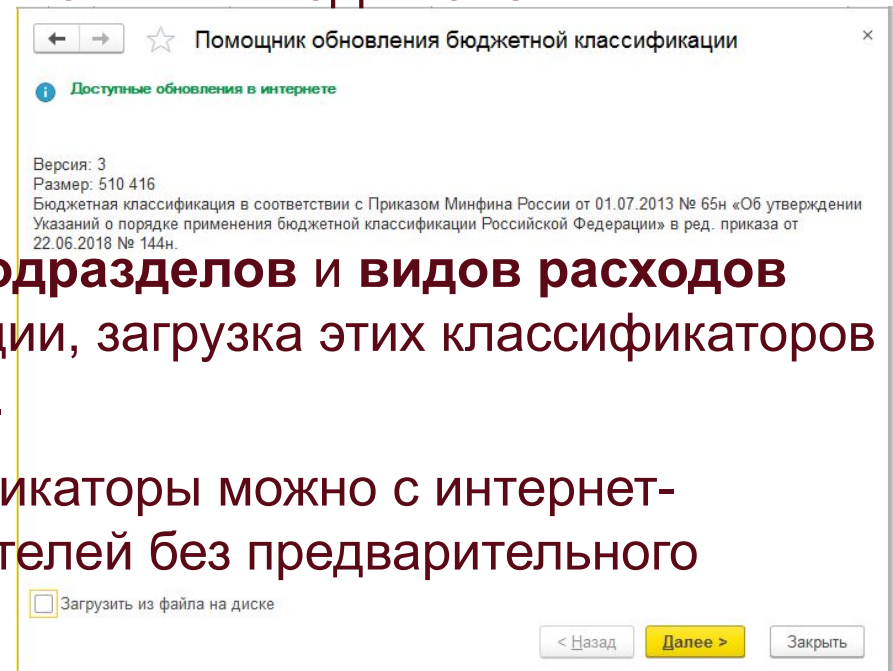 Помощник обновления бюджетной классификации
Доступные обновления в интернете
Версия: 3
Размер: 510 416
Бюджетная классификация в соответствии с Приказом Минфина России от 01.07.2013 № 65н «Об утверждении
Указаний о порядке применения бюджетной классификации Российской Федерации» в ред. приказа от
22.06.2018 № 144н.
одразделов и видов расходов
ции, загрузка этих классификаторов
икаторы можно с интернет-
телей без предварительного
Загрузить из файла на диске
< Назад Далее > Закрыть